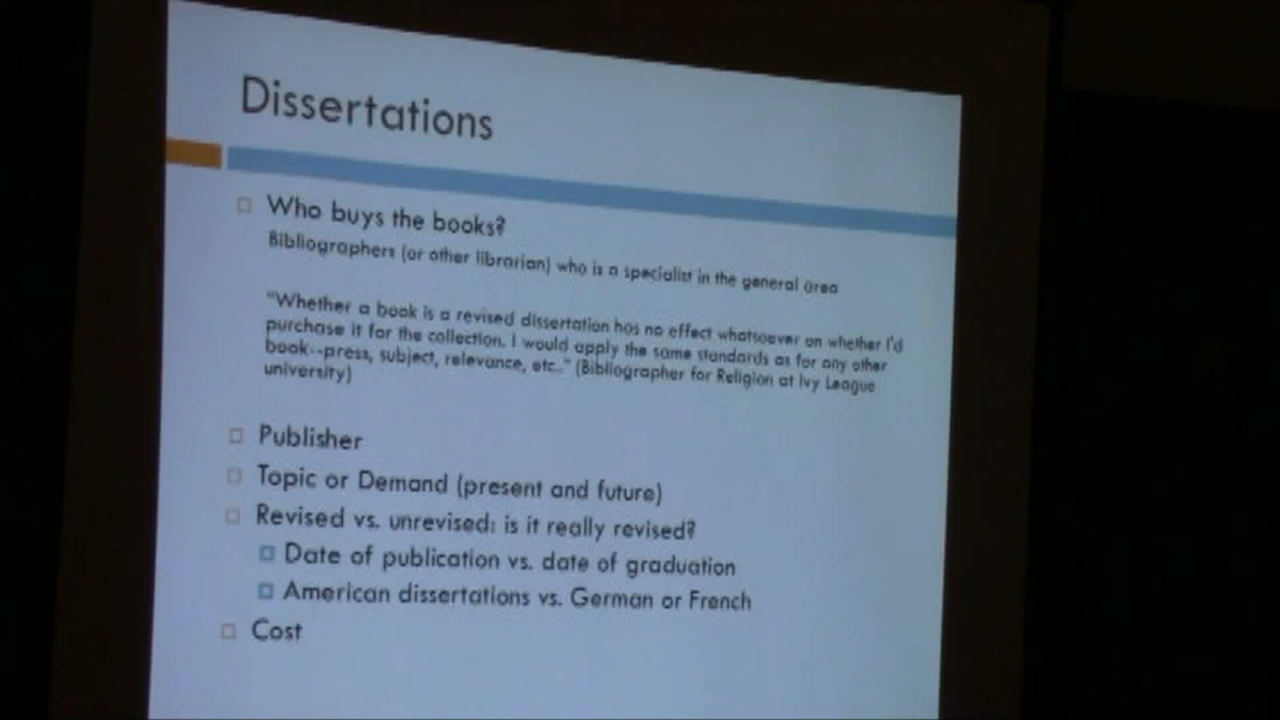 Dissertations
Who buys the books?
Bibliographers (or other librarian) who is a specialist in the general area
"Whether a book is a revised dissertation has no effect whatsoever on whether I'd
purchase it for the collection. I would apply the same standards as for any other
book--press, subject, relevance, etc.." (Bibliographer for Religion at Ivy League
university)
Publisher
Topic or Demand (present and future)
Revised vs. unrevised: is it really revised?
Date of publication vs. date of graduation
American dissertations vs. German or French
Cost